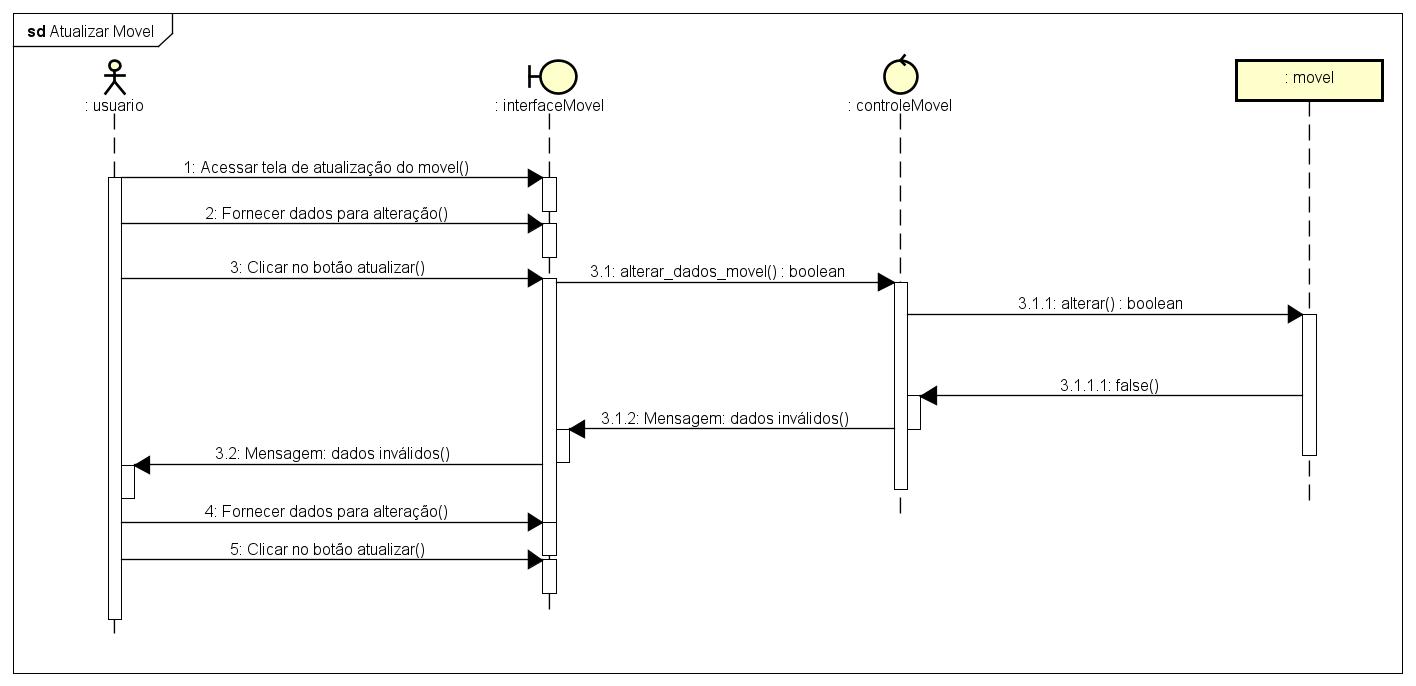 sd Atualizar Movel
: usuario
: interfaceMovel
: controleMovel
: movel
1: Acessar tela de atualização do movel()
2: Fornecer dados para alteração()
3: Clicar no botão atualizar()
3.1: alterar_dados_movel() : boolean
3.1.1: alterar() : boolean
3.1.1.1: false()
3.1.2: Mensagem: dados inválidos()
3.2: Mensagem: dados inválidos()
4: Fornecer dados para alteração()
5: Clicar no botão atualizar()